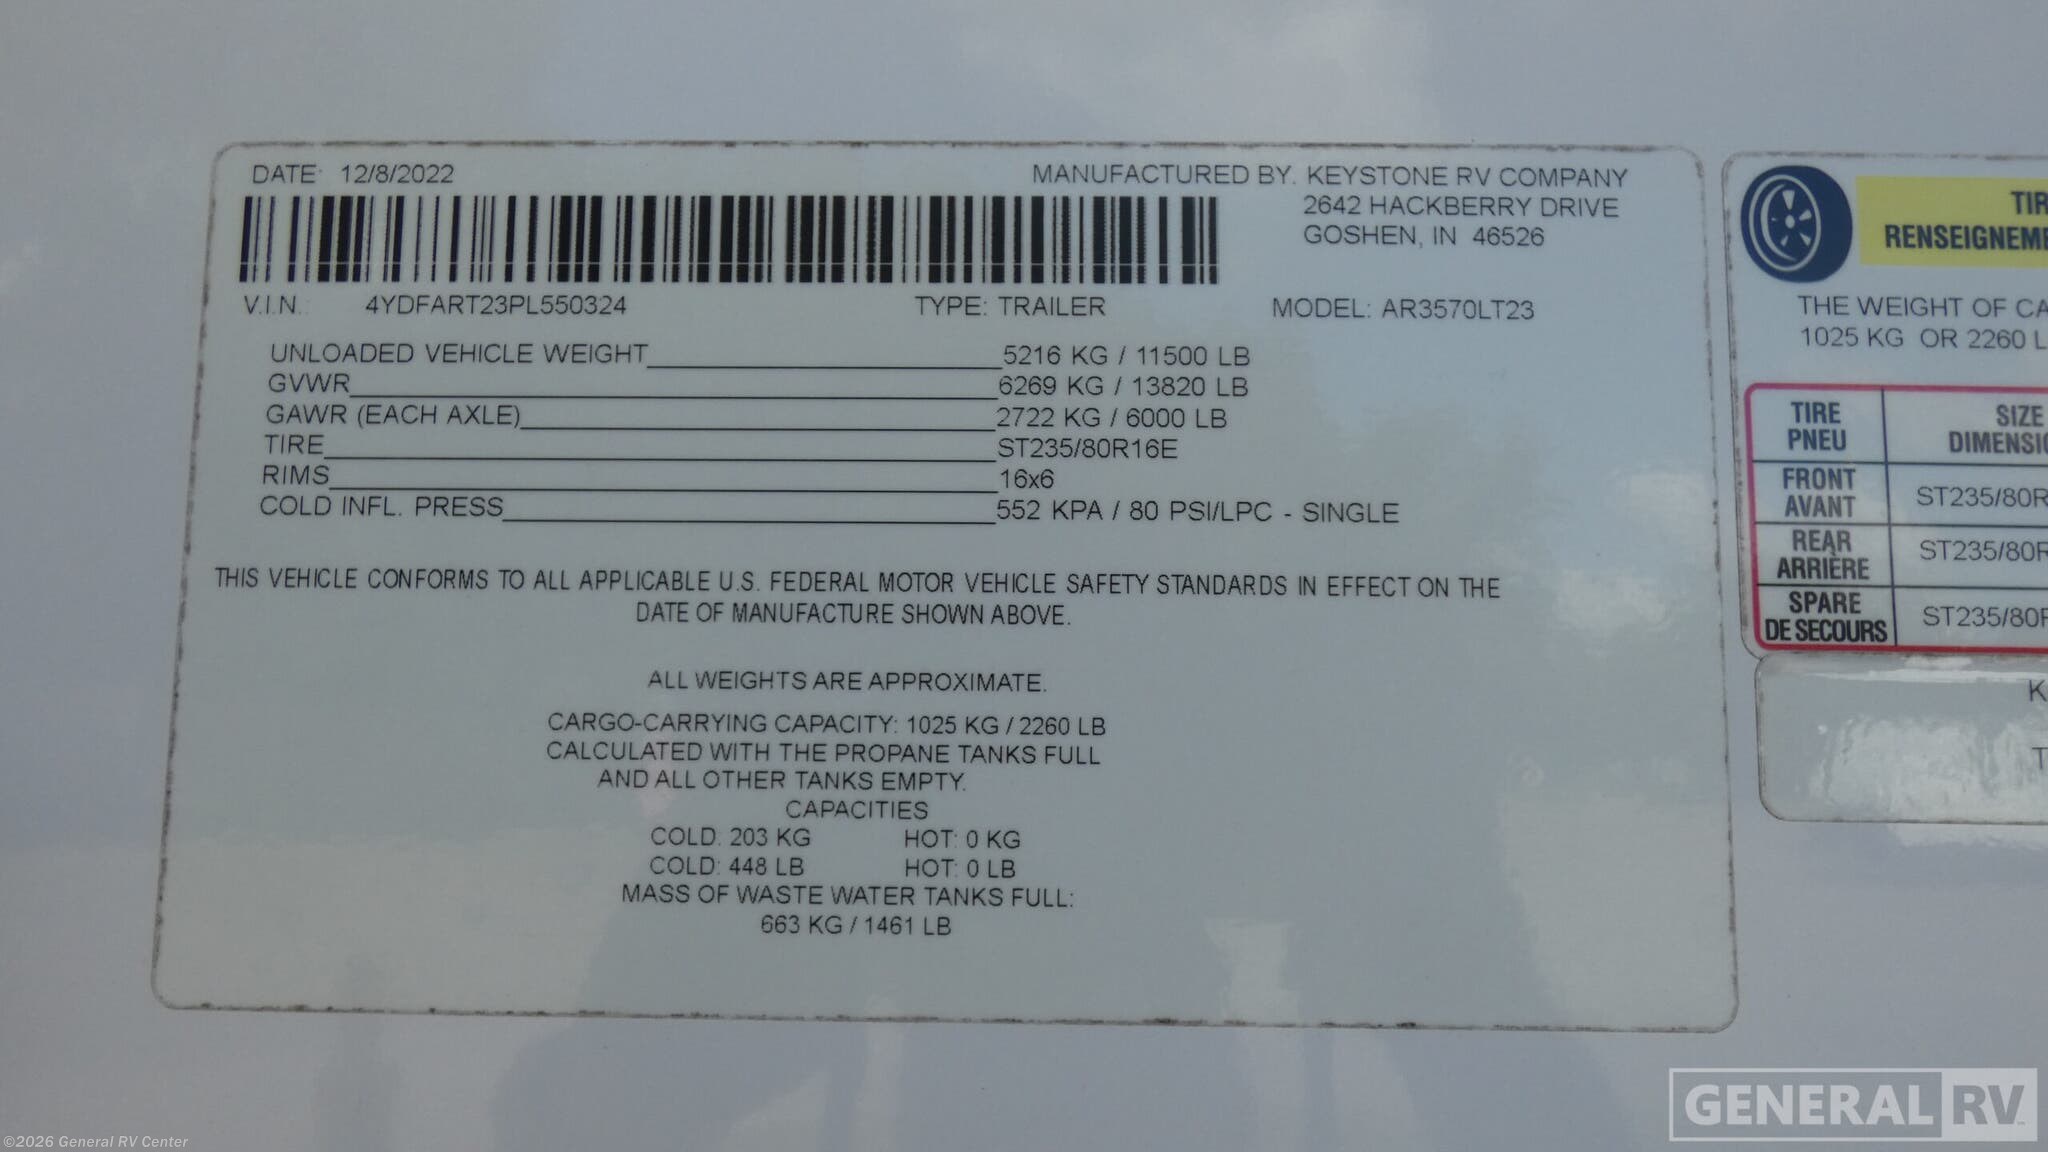 DATE: 12/8/2022
MANUFACTURED BY: KEYSTONE RV COMPANY
2642 HACKBERRY DRIVE
GOSHEN, IN 46526
V.I.N.: 4YDFART23PL550324 TYPE: TRAILER MODEL: AR3570LT23
UNLOADED VEHICLE WEIGHT 5216 KG / 11500 LB
GVWR 6269 KG / 13820 LB
GAWR (EACH AXLE) 2722 KG / 6000 LB
TIRE ST235/80R16E
RIMS 16x6
COLD INFL. PRESS 552 KPA / 80 PSI/LPC - SINGLE
THIS VEHICLE CONFORMS TO ALL APPLICABLE U.S. FEDERAL MOTOR VEHICLE SAFETY STANDARDS IN EFFECT ON THE
DATE OF MANUFACTURE SHOWN ABOVE.
ALL WEIGHTS ARE APPROXIMATE.
CARGO-CARRYING CAPACITY: 1025 KG / 2260 LB
CALCULATED WITH THE PROPANE TANKS FULL
AND ALL OTHER TANKS EMPTY.
CAPACITIES
COLD: 203 KG HOT: 0 KG
COLD: 448 LB HOT: 0 LB
MASS OF WASTE WATER TANKS FULL:
663 KG / 1461 LB
TIR
RENSEIGNEM
THE WEIGHT OF CA
1025 KG OR 2260 L
TIRE SIZE
PNEU DIMENSIO
FRONT
AVANT ST235/80R
REAR
ARRIÈRE ST235/80R
SPARE
DE SECOURS ST235/80R
K
T
GENERAL RV
©2026 General RV Center